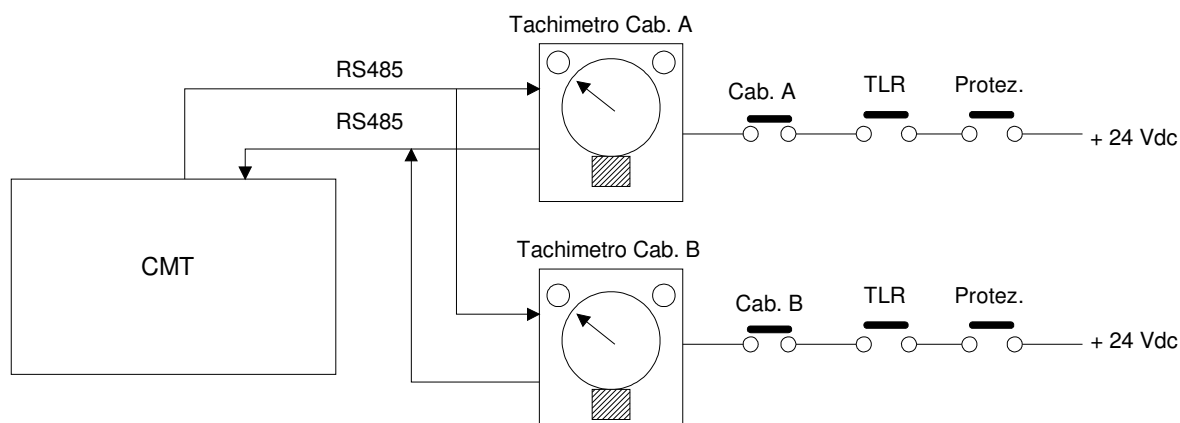 Tachimetro Cab. A
RS485
RS485
Cab. A
TLR
Protez.
+ 24 Vdc
CMT
Tachimetro Cab. B
Cab. B
TLR
Protez.
+ 24 Vdc